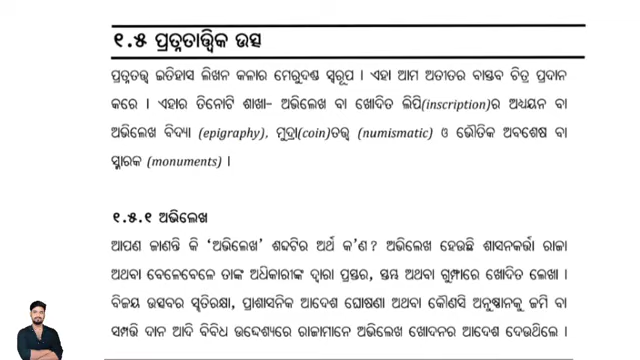 ୧.୫ ପ୍ରତ୍ନତାତ୍ତ୍ୱିକ ଉତ୍ସ
ପ୍ରତ୍ନତତ୍ତ୍ୱ ଇତିହାସ ଲିଖନ କଳାର ମେରୁଦଣ୍ଡ ସ୍ୱରୂପ । ଏହା ଆମ ଅତୀତର ବାସ୍ତବ ଚିତ୍ର ପ୍ରଦାନ
କରେ । ଏହାର ତିନୋଟି ଶାଖା- ଅଭିଲେଖ ବା ଖୋଦିତ ଲିପି(inscription)ର ଅଧ୍ୟୟନ ବା
ଅଭିଲେଖ ବିଦ୍ୟା (epigraphy), ମୁଦ୍ରା(coin)ତତ୍ତ୍ୱ (numismatic) ଓ ଭୌତିକ ଅବଶେଷ ବା
ସ୍ମାରକ (monuments) ।
୧.୫.୧ ଅଭିଲେଖ
ଆପଣ ଜାଣନ୍ତି କି ‘ଅଭିଲେଖ’ ଶବ୍ଦଟିର ଅର୍ଥ କ’ଣ ? ଅଭିଲେଖ ହେଉଛି ଶାସନକର୍ତ୍ତା ରାଜା
ଅଥବା ବେଳେବେଳେ ତାଙ୍କ ଅଧିକାରୀଙ୍କ ଦ୍ୱାରା ପ୍ରସ୍ତର, ସ୍ତମ୍ଭ ଅଥବା ଗୁମ୍ଫାରେ ଖୋଦିତ ଲେଖା ।
ବିଜୟ ଉତ୍ସବର ସ୍ମୃତିରକ୍ଷା, ପ୍ରାଶାସନିକ ଆଦେଶ ଘୋଷଣା ଅଥବା କୌଣସି ଅନୁଷ୍ଠାନକୁ ଜମି ବା
ସମ୍ପତ୍ତି ଦାନ ଆଦି ବିବିଧ ଉଦ୍ଦେଶ୍ୟରେ ରାଜାମାନେ ଅଭିଲେଖ ଖୋଦନର ଆଦେଶ ଦେଉଥିଲେ ।